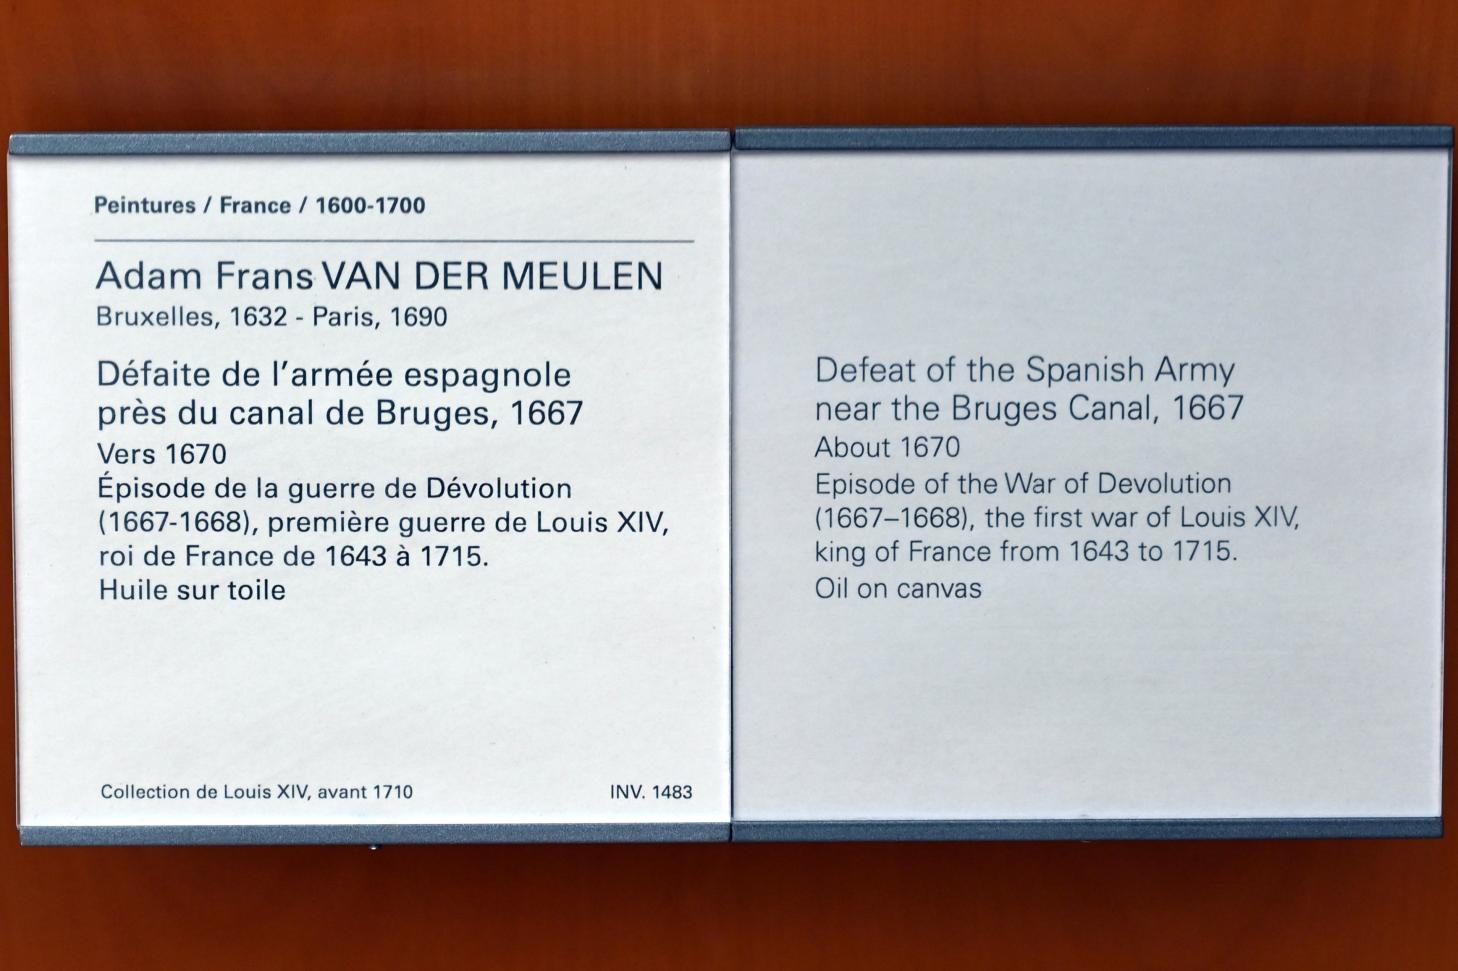 Peintures / France / 1600-1700
Adam Frans VAN DER MEULEN
Bruxelles, 1632 - Paris, 1690
Défaite de l'armée espagnole
près du canal de Bruges, 1667
Vers 1670
Épisode de la guerre de Dévolution
(1667-1668), première guerre de Louis XIV,
roi de France de 1643 à 1715.
Huile sur toile
Collection de Louis XIV, avant 1710
INV. 1483
Defeat of the Spanish Army
near the Bruges Canal, 1667
About 1670
Episode of the War of Devolution
(1667–1668), the first war of Louis XIV,
king of France from 1643 to 1715.
Oil on canvas